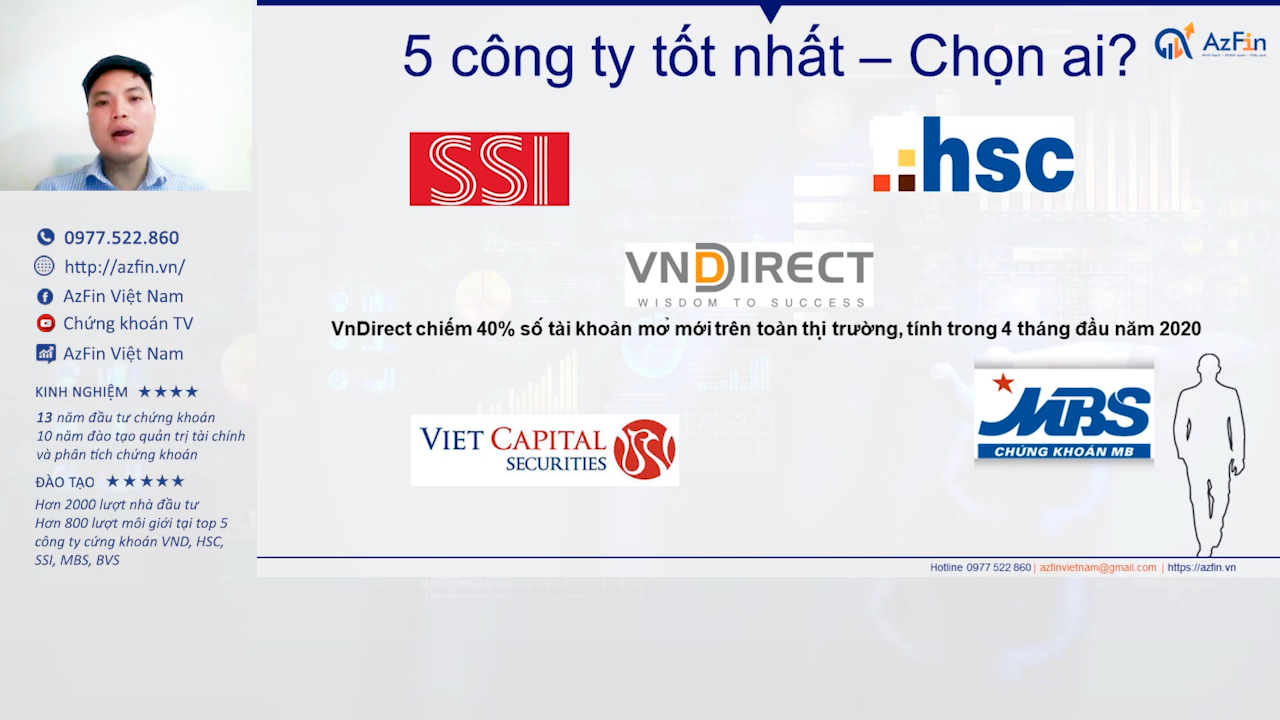 5 công ty tốt nhất – Chọn ai?
AzFin
SSI
hsc
VNDIRECT
WISDOM TO SUCCESS
VnDirect chiếm 40% số tài khoản mở mới trên toàn thị trường, tính trong 4 tháng đầu năm 2020
VIET CAPITAL
SECURITIES
MBS
CHỨNG KHOÁN MB
0977.522.860
http://azfin.vn/
AzFin Việt Nam
Chứng khoán TV
AzFin Việt Nam
KINH NGHIỆM ★★★★
13 năm đầu tư chứng khoán
10 năm đào tạo quản trị tài chính
và phân tích chứng khoán
ĐÀO TẠO ★★★★★
Hơn 2000 lượt nhà đầu tư
Hơn 800 lượt môi giới tại top 5
công ty cứng khoán VND, HSC,
SSI, MBS, BVS
Hotline 0977 522 860 | azfinvietnam@gmail.com | https://azfin.vn